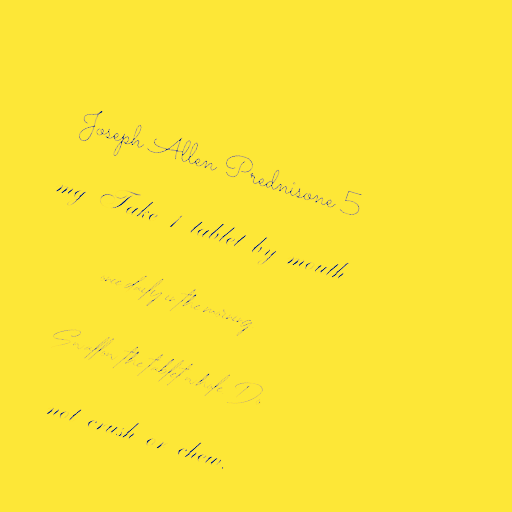 Joseph Allen Prednisone 5
mg Take 1 tablet by mouth
once daily in the morning
Swallow the tablet whole Do
not crush or chew.